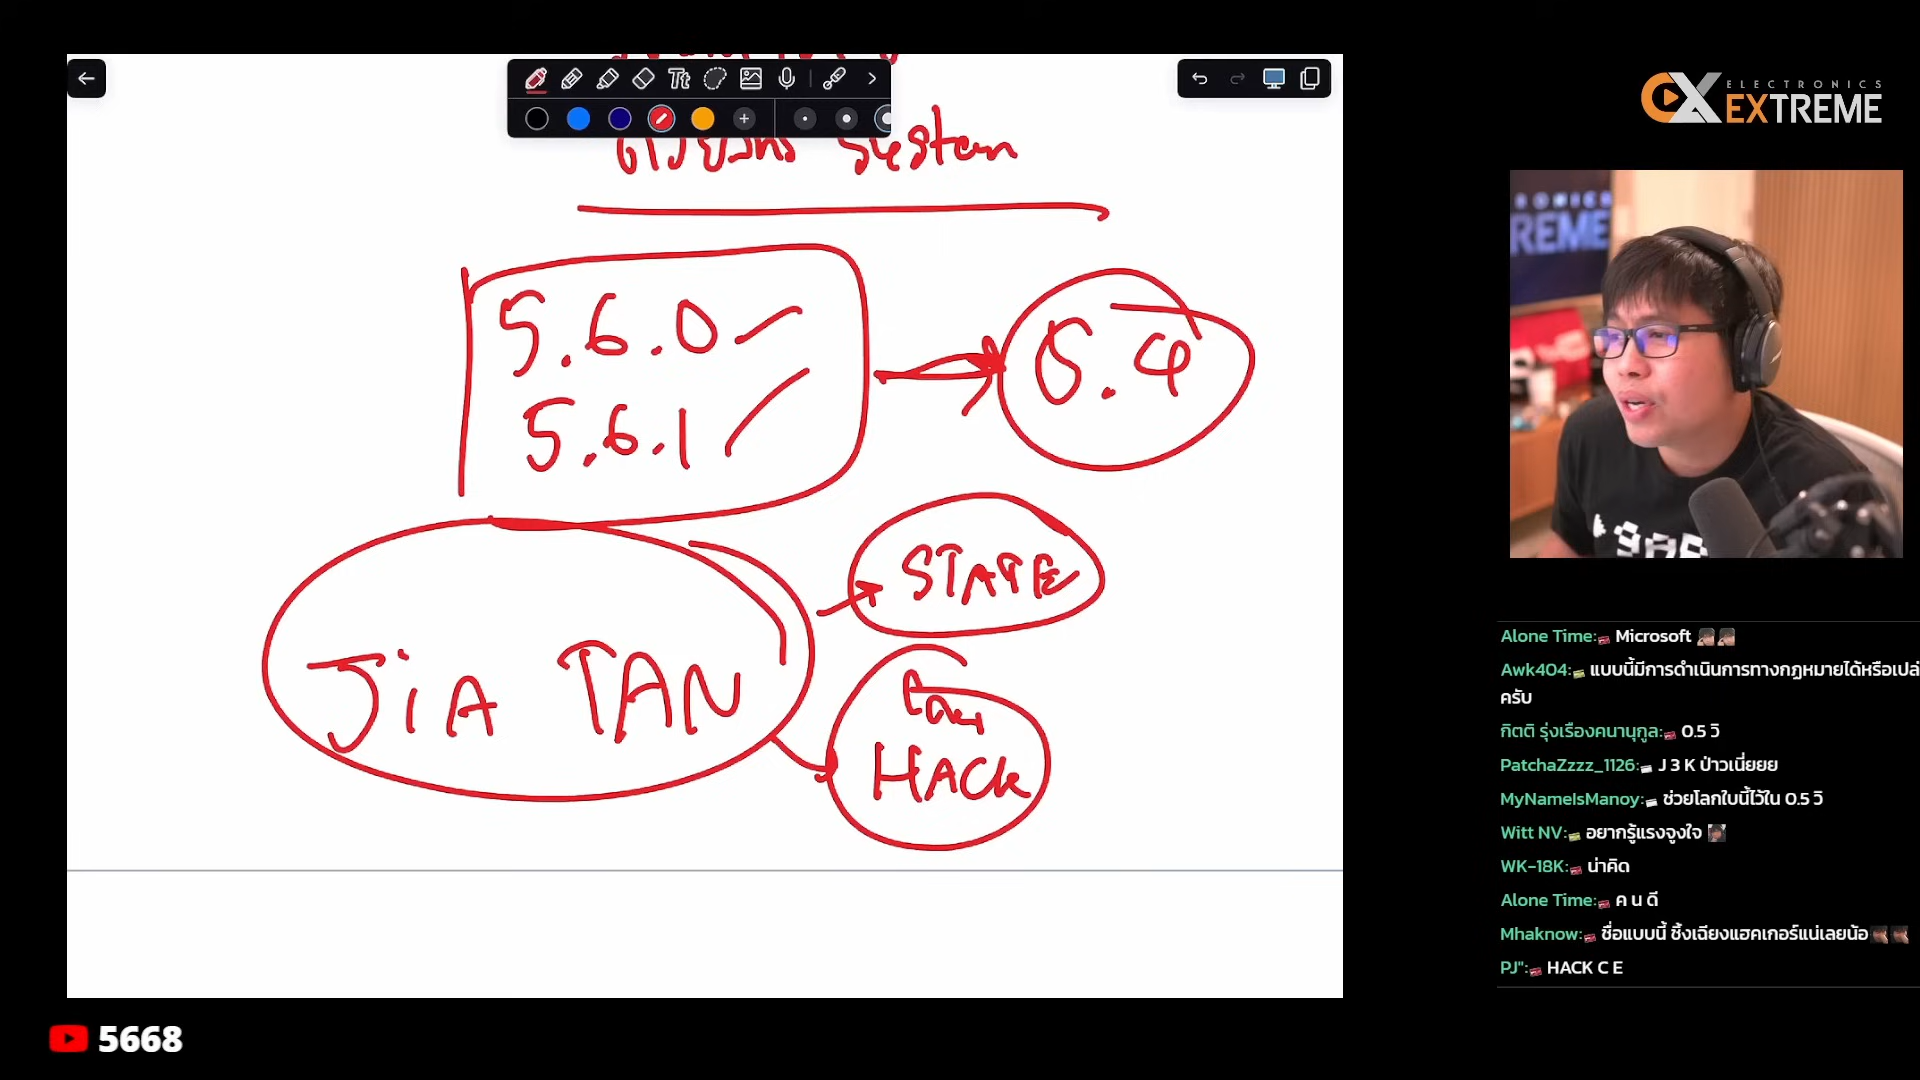 ELECTRONICS
EXTREME
system
5.6.0
5.6.1
5.4
STATE
JiA TAN
โดน
HACK
Alone Time: Microsoft
Awk404: แบบนี้มีการดำเนินการทางกฎหมายได้หรือเปล่
ครับ
กิตติ รุ่งเรืองคนานุกูล: 0.5 วิ
PatchaZzzz_1126: J 3 K ป่าวเนี่ยยย
MyNameIsManoy: ช่วยโลกใบนี้ไว้ใน 0.5 วิ
Witt NV: อยากรู้แรงจูงใจ
WK-18K: น่าคิด
Alone Time: ค น ดี
Mhaknow: ชื่อแบบนี้ ซิ้งเฉียงแฮคเกอร์แน่เลยน้อ
PJ": HACK C E
5668